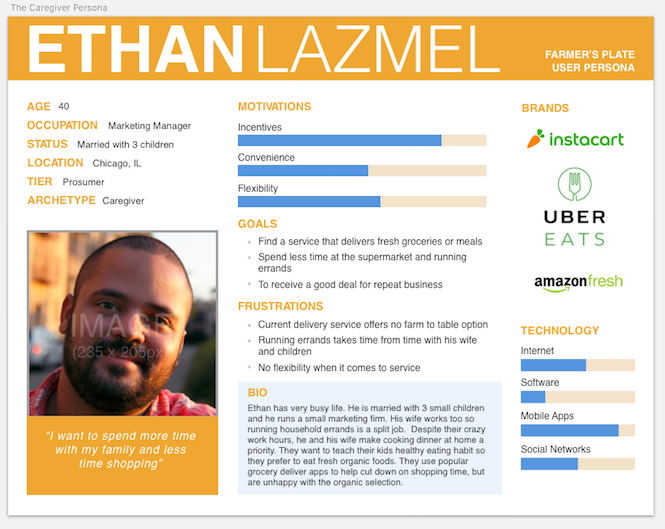 The Caregiver Persona
ETHAN LAZMEL
FARMER'S PLATE
USER PERSONA
AGE 40
OCCUPATION Marketing Manager
STATUS Married with 3 children
LOCATION Chicago, IL
TIER Prosumer
ARCHETYPE Caregiver
IMAGE
(235 x 205px)
"I want to spend more time
with my family and less
time shopping"
MOTIVATIONS
Incentives
Convenience
Flexibility
GOALS
• Find a service that delivers fresh groceries or meals
• Spend less time at the supermarket and running
errands
• To receive a good deal for repeat business
FRUSTRATIONS
• Current delivery service offers no farm to table option
• Running errands takes time from time with his wife
and children
• No flexibility when it comes to service
BIO
Ethan has very busy life. He is married with 3 small children
and he runs a small marketing firm. His wife works too so
running household errands is a split job. Despite their crazy
work hours, he and his wife make cooking dinner at home a
priority. They want to teach their kids healthy eating habit so
they prefer to eat fresh organic foods. They use popular
grocery deliver apps to help cut down on shopping time, but
are unhappy with the organic selection.
BRANDS
instacart
UBER
EATS
amazonfresh
TECHNOLOGY
Internet
Software
Mobile Apps
Social Networks